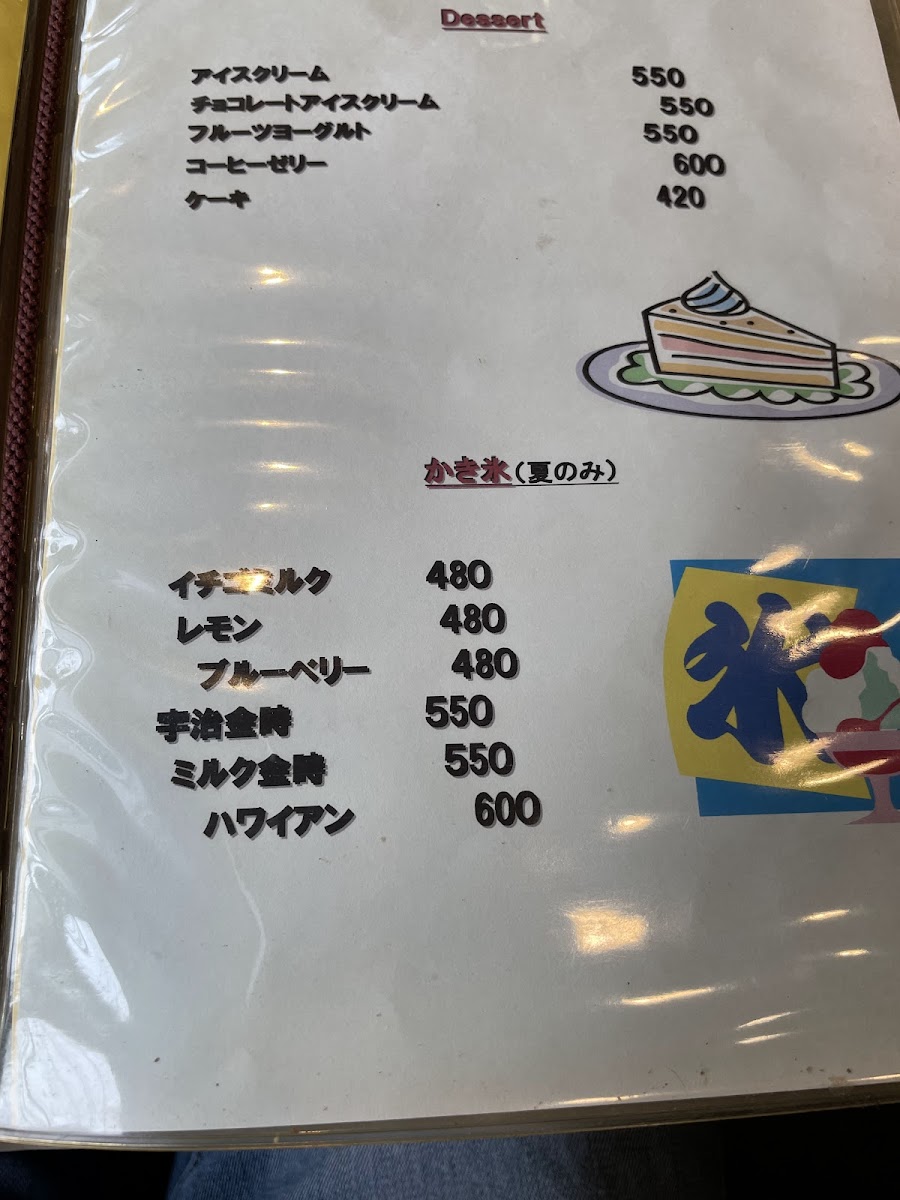 Dessert
アイスクリーム 550
チョコレートアイスクリーム 550
フルーツヨーグルト 550
コーヒーゼリー 600
ケーキ 420
かき氷(夏のみ)
イチゴミルク 480
レモン 480
ブルーベリー 480
宇治金時 550
ミルク金時 550
ハワイアン 600
氷